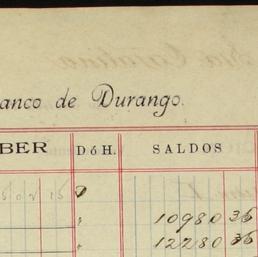 anco de Durango.
BER D ó H. SALDOS
10980 36
12280 36